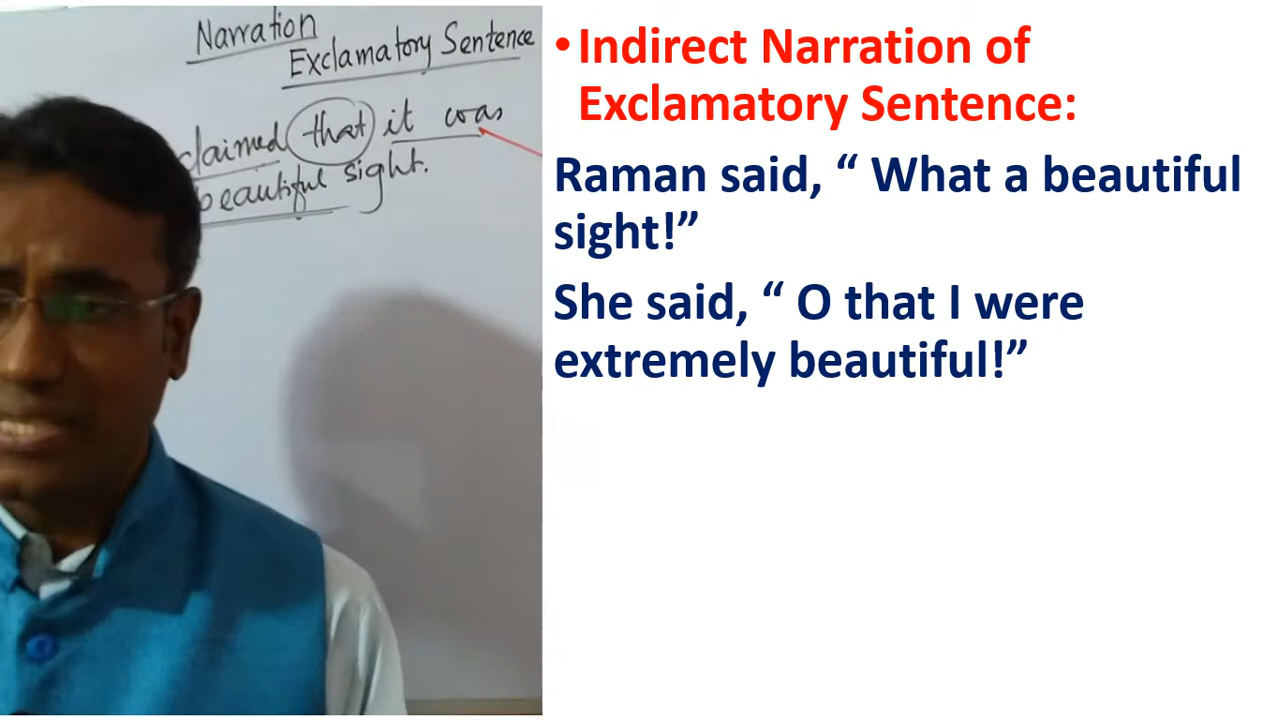 Narration
Exclamatory Sentence
claimed that it was
beautiful sight.
•Indirect Narration of
Exclamatory Sentence:
Raman said, “ What a beautiful
sight!”
She said, “ O that I were
extremely beautiful!”